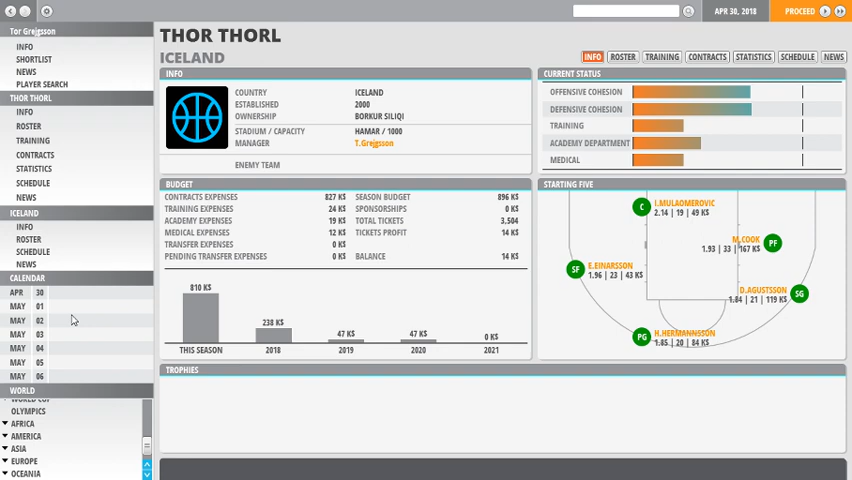 APR 30, 2018
PROCEED
Tor Grejgsson
INFO
SHORTLIST
NEWS
PLAYER SEARCH
THOR THORL
INFO
ROSTER
TRAINING
CONTRACTS
STATISTICS
SCHEDULE
NEWS
ICELAND
INFO
ROSTER
SCHEDULE
NEWS
CALENDAR
APR 30
MAY 01
MAY 02
MAY 03
MAY 04
MAY 05
MAY 06
WORLD
WORLD CUP
OLYMPICS
AFRICA
AMERICA
ASIA
EUROPE
OCEANIA
THOR THORL
ICELAND
INFO ROSTER TRAINING CONTRACTS STATISTICS SCHEDULE NEWS
INFO
COUNTRY ICELAND
ESTABLISHED 2000
OWNERSHIP BORKUR SILIQI
STADIUM / CAPACITY HAMAR / 1000
MANAGER T.Grejgsson
ENEMY TEAM
CURRENT STATUS
OFFENSIVE COHESION
DEFENSIVE COHESION
TRAINING
ACADEMY DEPARTMENT
MEDICAL
BUDGET
CONTRACTS EXPENSES 827 K$ SEASON BUDGET 896 K$
TRAINING EXPENSES 24 K$ SPONSORSHIPS 0 K$
ACADEMY EXPENSES 19 K$ TOTAL TICKETS 3,504
MEDICAL EXPENSES 12 K$ TICKETS PROFIT 14 K$
TRANSFER EXPENSES 0 K$
PENDING TRANSFER EXPENSES 0 K$ BALANCE 14 K$
810 K$ 238 K$ 47 K$ 47 K$ 0 K$
THIS SEASON 2018 2019 2020 2021
STARTING FIVE
C I.MULAOMEROVIC
2.14 | 19 | 49 K$
M.COOK PF
1.93 | 33 | 167 K$
SF E.EINARSSON
1.96 | 23 | 43 K$
D.AGUSTSSON SG
1.84 | 21 | 119 K$
PG H.HERMANNSSON
1.85 | 20 | 84 K$
TROPHIES